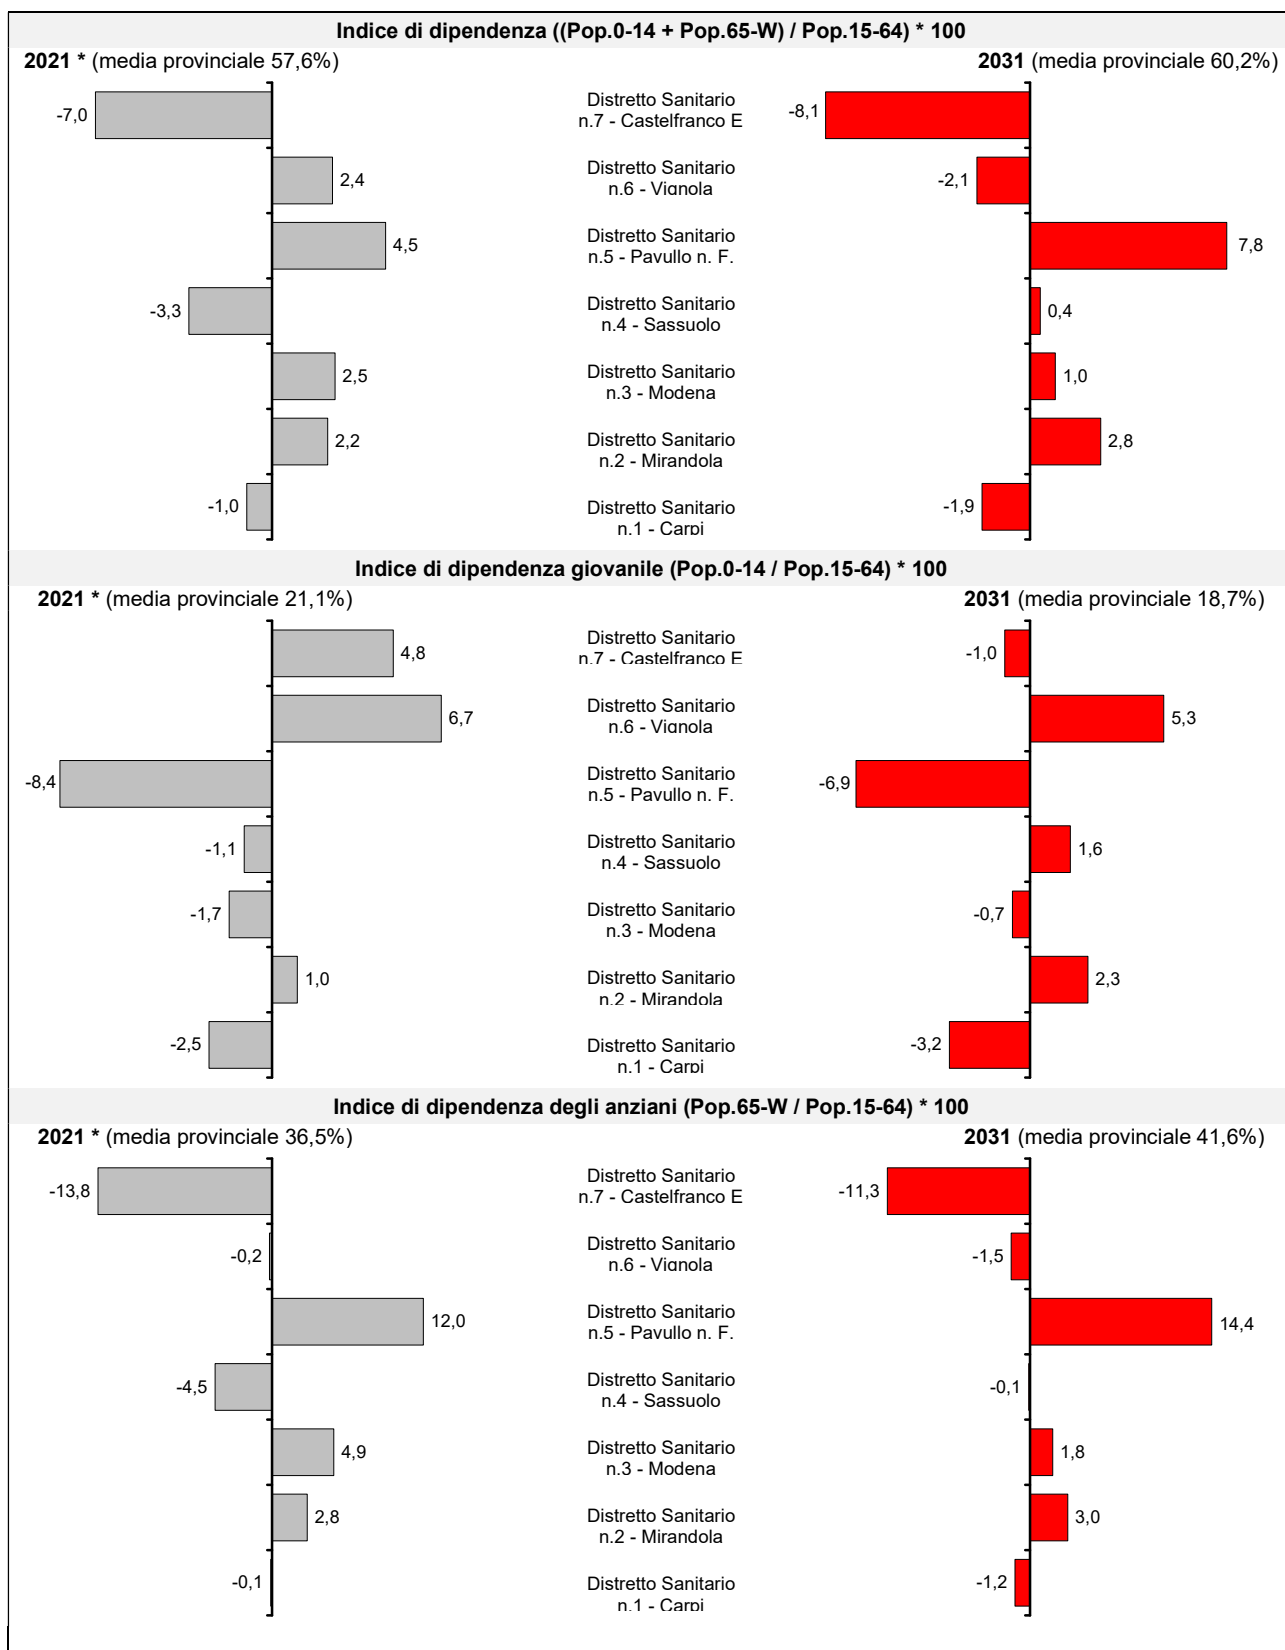 Indice di dipendenza ((Pop.0-14 + Pop.65-W) / Pop.15-64) * 100
2021 * (media provinciale 57,6%)
2031 (media provinciale 60,2%)
-7,0
Distretto Sanitario
n.7 - Castelfranco E
-8,1
2,4
Distretto Sanitario
n.6 - Vignola
-2,1
4,5
Distretto Sanitario
n.5 - Pavullo n. F.
7,8
-3,3
Distretto Sanitario
n.4 - Sassuolo
0,4
2,5
Distretto Sanitario
n.3 - Modena
1,0
2,2
Distretto Sanitario
n.2 - Mirandola
2,8
-1,0
Distretto Sanitario
n.1 - Carpi
-1,9
Indice di dipendenza giovanile (Pop.0-14 / Pop.15-64) * 100
2021 * (media provinciale 21,1%)
2031 (media provinciale 18,7%)
4,8
Distretto Sanitario
n.7 - Castelfranco E
-1,0
6,7
Distretto Sanitario
n.6 - Vignola
5,3
-8,4
Distretto Sanitario
n.5 - Pavullo n. F.
-6,9
-1,1
Distretto Sanitario
n.4 - Sassuolo
1,6
-1,7
Distretto Sanitario
n.3 - Modena
-0,7
1,0
Distretto Sanitario
n.2 - Mirandola
2,3
-2,5
Distretto Sanitario
n.1 - Carpi
-3,2
Indice di dipendenza degli anziani (Pop.65-W / Pop.15-64) * 100
2021 * (media provinciale 36,5%)
2031 (media provinciale 41,6%)
-13,8
Distretto Sanitario
n.7 - Castelfranco E
-11,3
-0,2
Distretto Sanitario
n.6 - Vignola
-1,5
12,0
Distretto Sanitario
n.5 - Pavullo n. F.
14,4
-4,5
Distretto Sanitario
n.4 - Sassuolo
-0,1
4,9
Distretto Sanitario
n.3 - Modena
1,8
2,8
Distretto Sanitario
n.2 - Mirandola
3,0
-0,1
Distretto Sanitario
n.1 - Carpi
-1,2